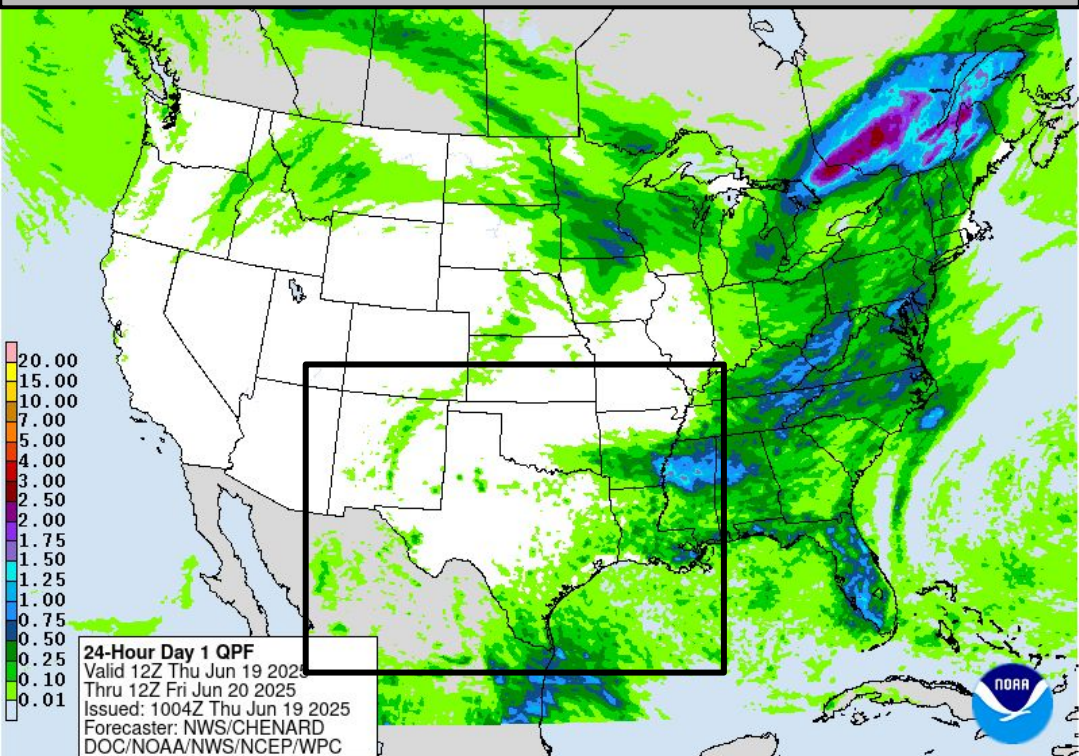 20.00
15.00
10.00
7.00
5.00
4.00
3.00
2.50
2.00
1.75
1.50
1.25
1.00
0.75
0.50
0.25
0.10
0.01
24-Hour Day 1 QPF
Valid 12Z Thu Jun 19 2025
Thru 12Z Fri Jun 20 2025
Issued: 1004Z Thu Jun 19 2025
Forecaster: NWS/CHENARD
DOC/NOAA/NWS/NCEP/WPC
NOAA